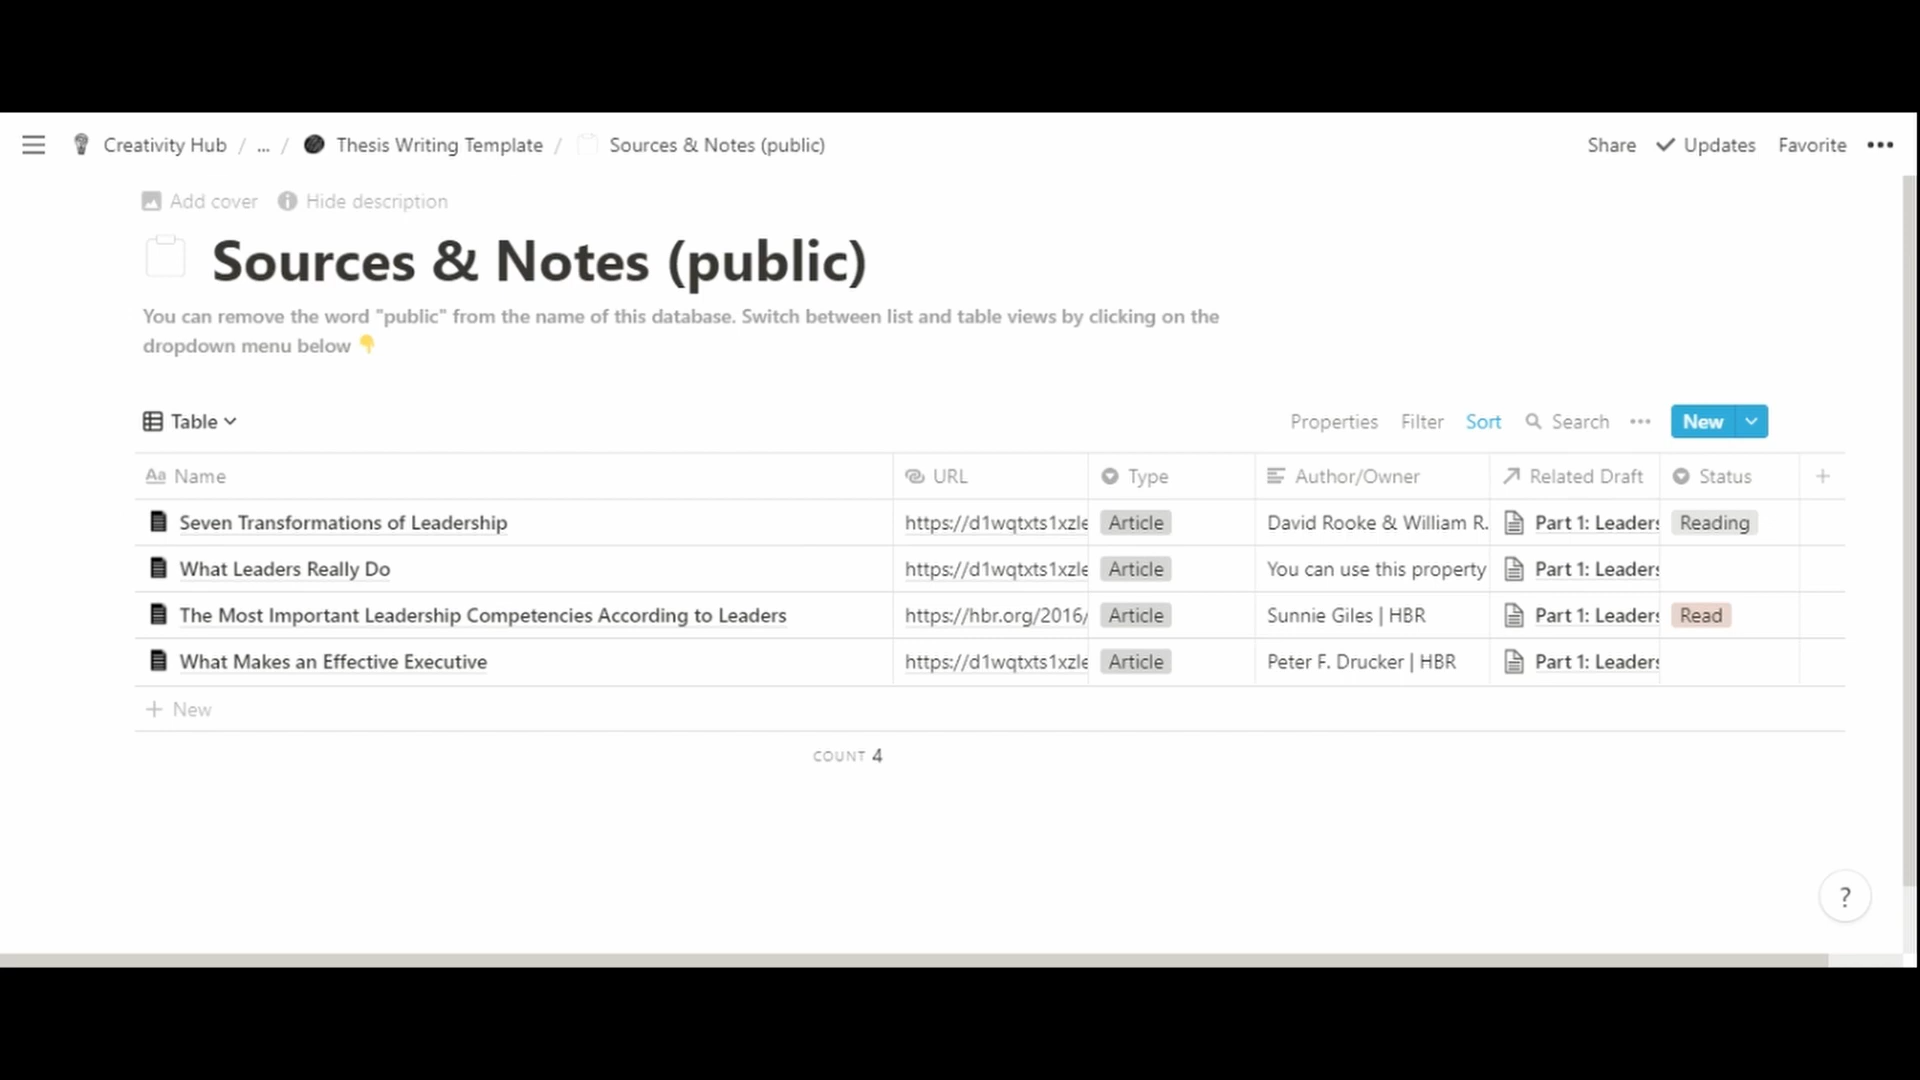 Creativity Hub / ... / Thesis Writing Template / Sources & Notes (public)
Share Updates Favorite •••
Add cover Hide description
Sources & Notes (public)
You can remove the word "public" from the name of this database. Switch between list and table views by clicking on the
dropdown menu below 👇
Table
Properties Filter Sort Search ••• New
Aa Name URL Type Author/Owner Related Draft Status +
Seven Transformations of Leadership https://d1wqtxts1xzle Article David Rooke & William R. Part 1: Leaders Reading
What Leaders Really Do https://d1wqtxts1xzle Article You can use this property Part 1: Leaders
The Most Important Leadership Competencies According to Leaders https://hbr.org/2016/ Article Sunnie Giles | HBR Part 1: Leaders Read
What Makes an Effective Executive https://d1wqtxts1xzle Article Peter F. Drucker | HBR Part 1: Leaders
+ New
COUNT 4
?